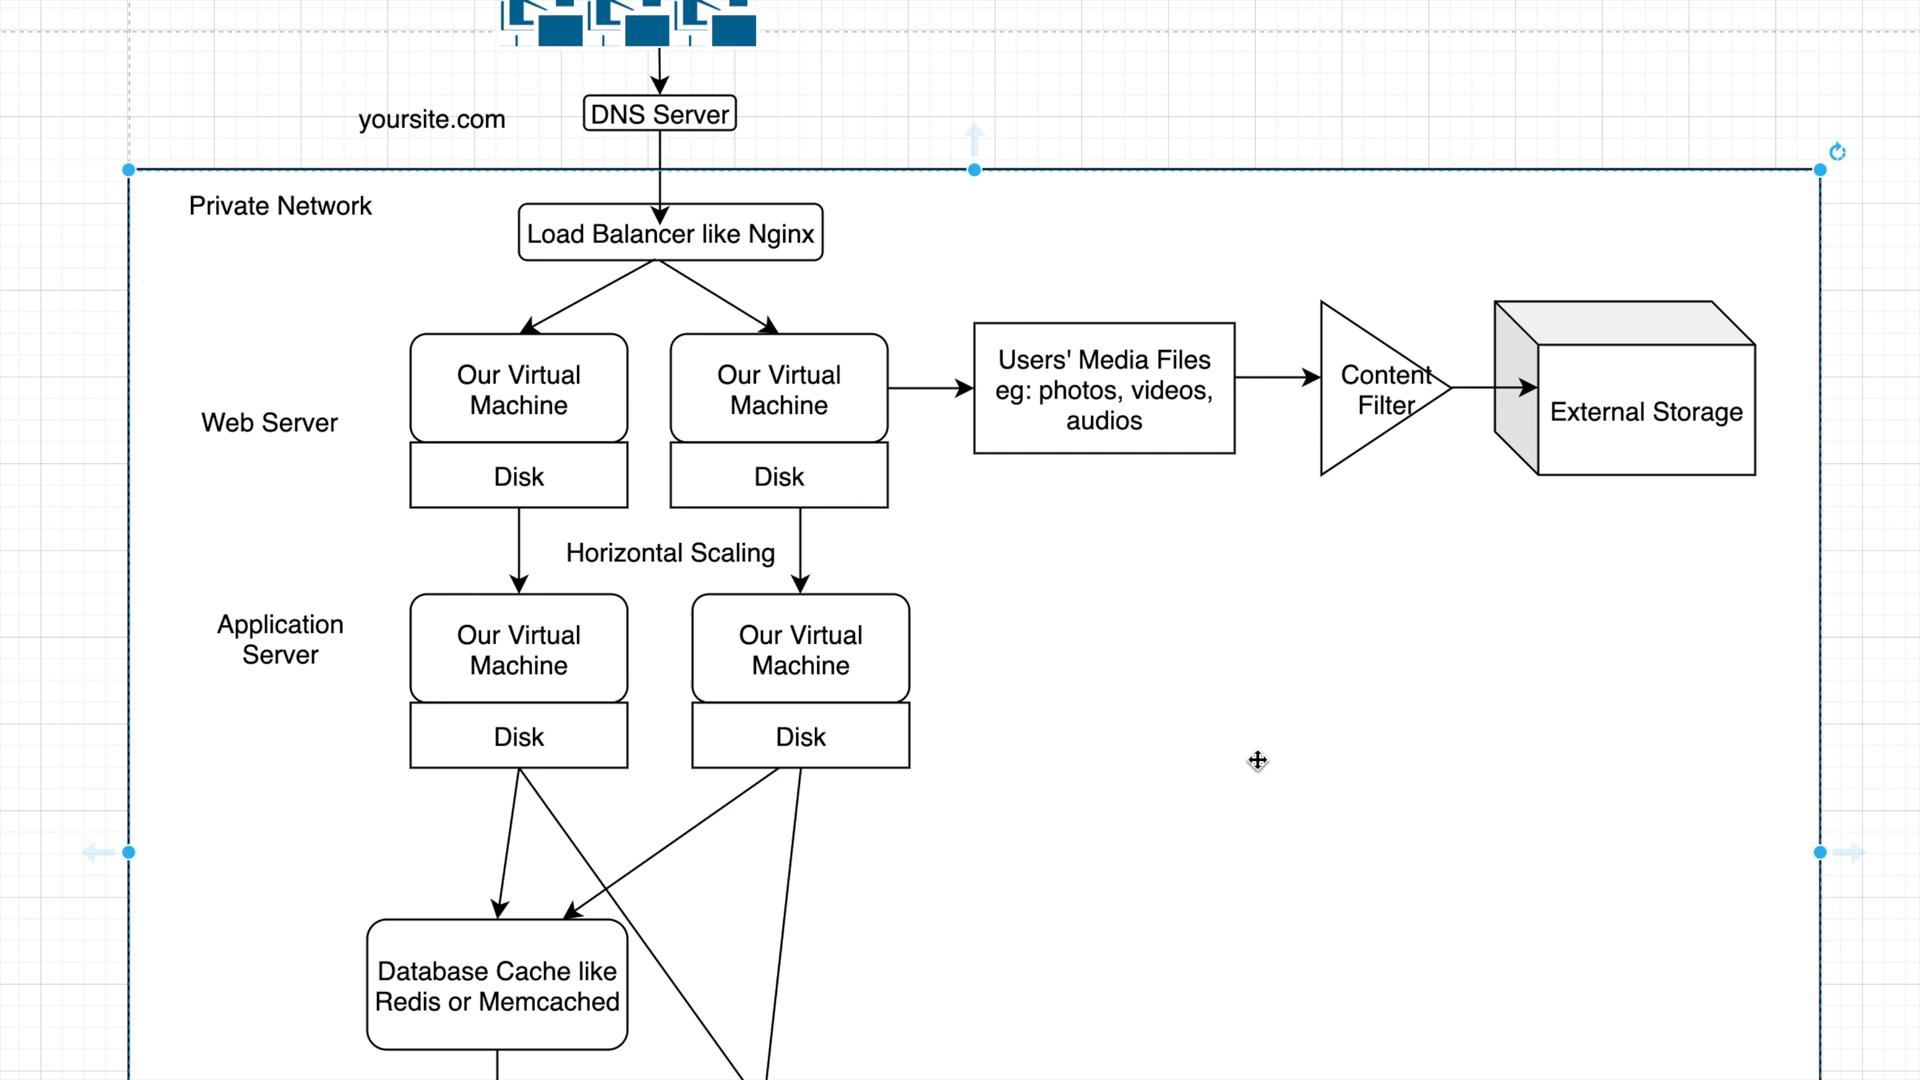 yoursite.com
DNS Server
Private Network
Load Balancer like Nginx
Web Server
Our Virtual
Machine
Disk
Our Virtual
Machine
Disk
Users' Media Files
eg: photos, videos,
audios
Content
Filter
External Storage
Horizontal Scaling
Application
Server
Our Virtual
Machine
Disk
Our Virtual
Machine
Disk
Database Cache like
Redis or Memcached